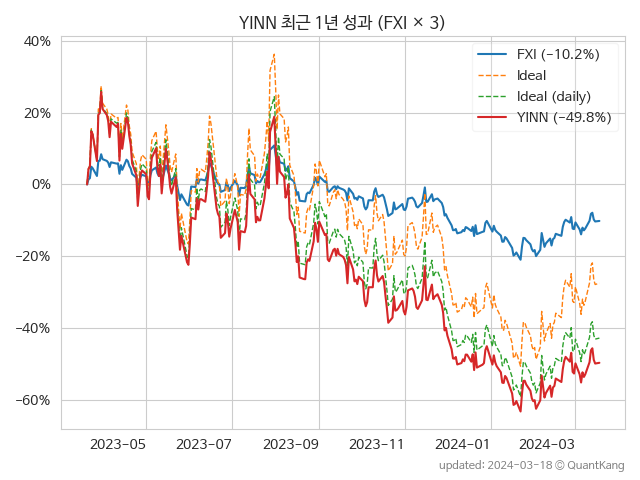 YINN 최근 1년 성과 (FXI × 3)
40%
20%
0%
−20%
−40%
−60%
FXI (−10.2%)
Ideal
Ideal (daily)
YINN (−49.8%)
2023-05
2023-07
2023-09
2023-11
2024-01
2024-03
updated: 2024-03-18 ⓒ QuantKang